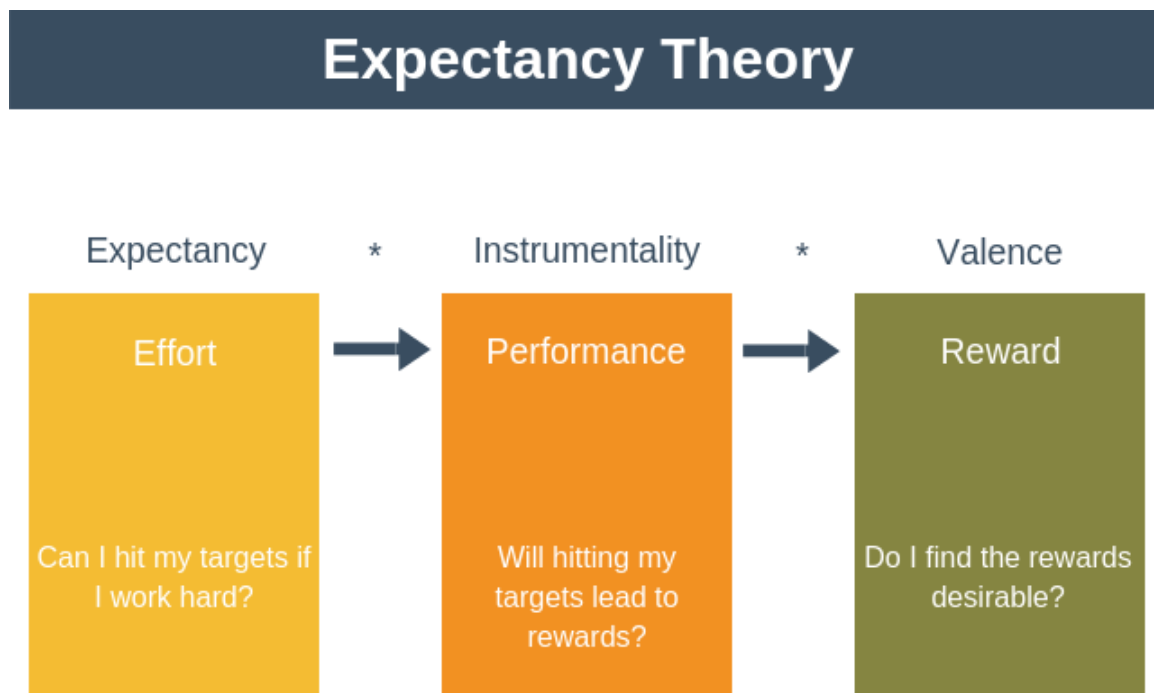 Expectancy Theory
Expectancy * Instrumentality * Valence
Effort
Performance
Reward
Can I hit my targets if
I work hard?
Will hitting my
targets lead to
rewards?
Do I find the rewards
desirable?